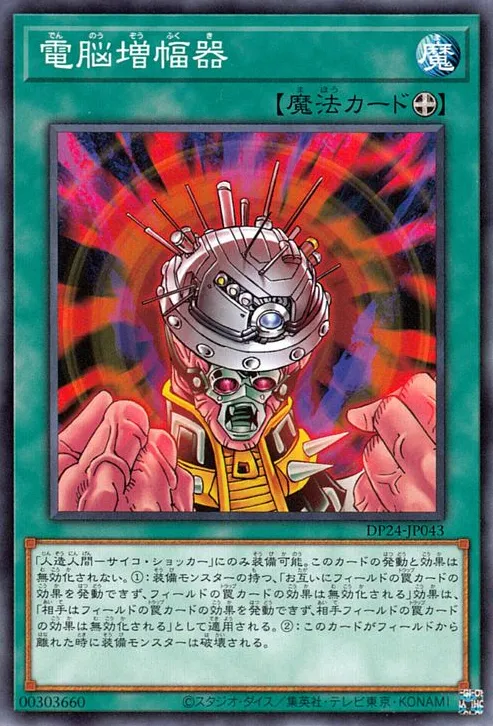 電脳増幅器
魔
【魔法カード】
DP24-JP043
「人造人間－サイコ・ショッカー」にのみ装備可能。このカードの発動と効果は
無効化されない。①：装備モンスターの持つ、「お互いにフィールドの罠カードの
効果を発動できず、フィールドの罠カードの効果は無効化される」効果は、
「相手はフィールドの罠カードの効果を発動できず、相手フィールドの罠カード
の効果は無効化される」として適用される。②：このカードがフィールドから
離れた時に装備モンスターは破壊される。
00303660
©スタジオ・ダイス／集英社・テレビ東京・KONAMI